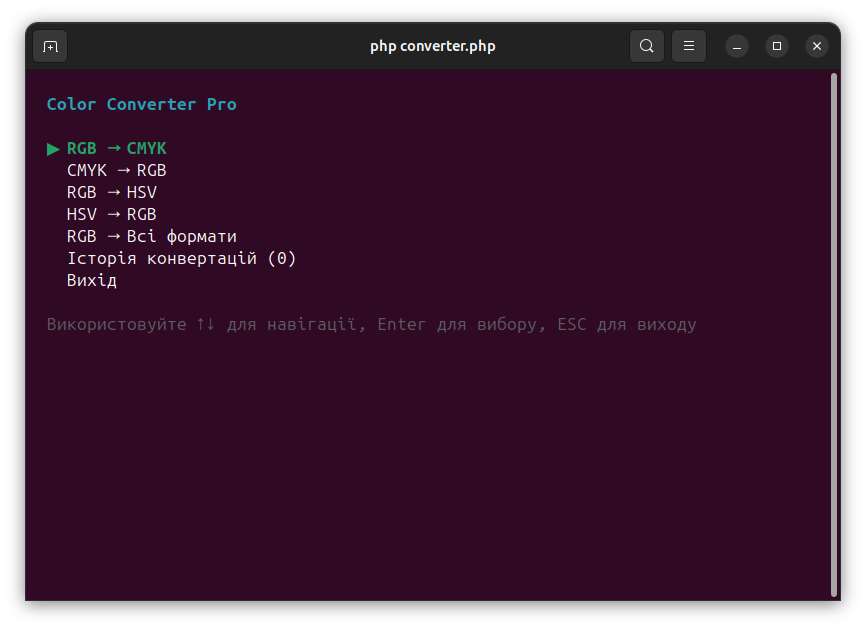 php converter.php
Color Converter Pro
▶ RGB → CMYK
CMYK → RGB
RGB → HSV
HSV → RGB
RGB → Всі формати
Історія конвертацій (0)
Вихід
Використовуйте ↑↓ для навігації, Enter для вибору, ESC для виходу